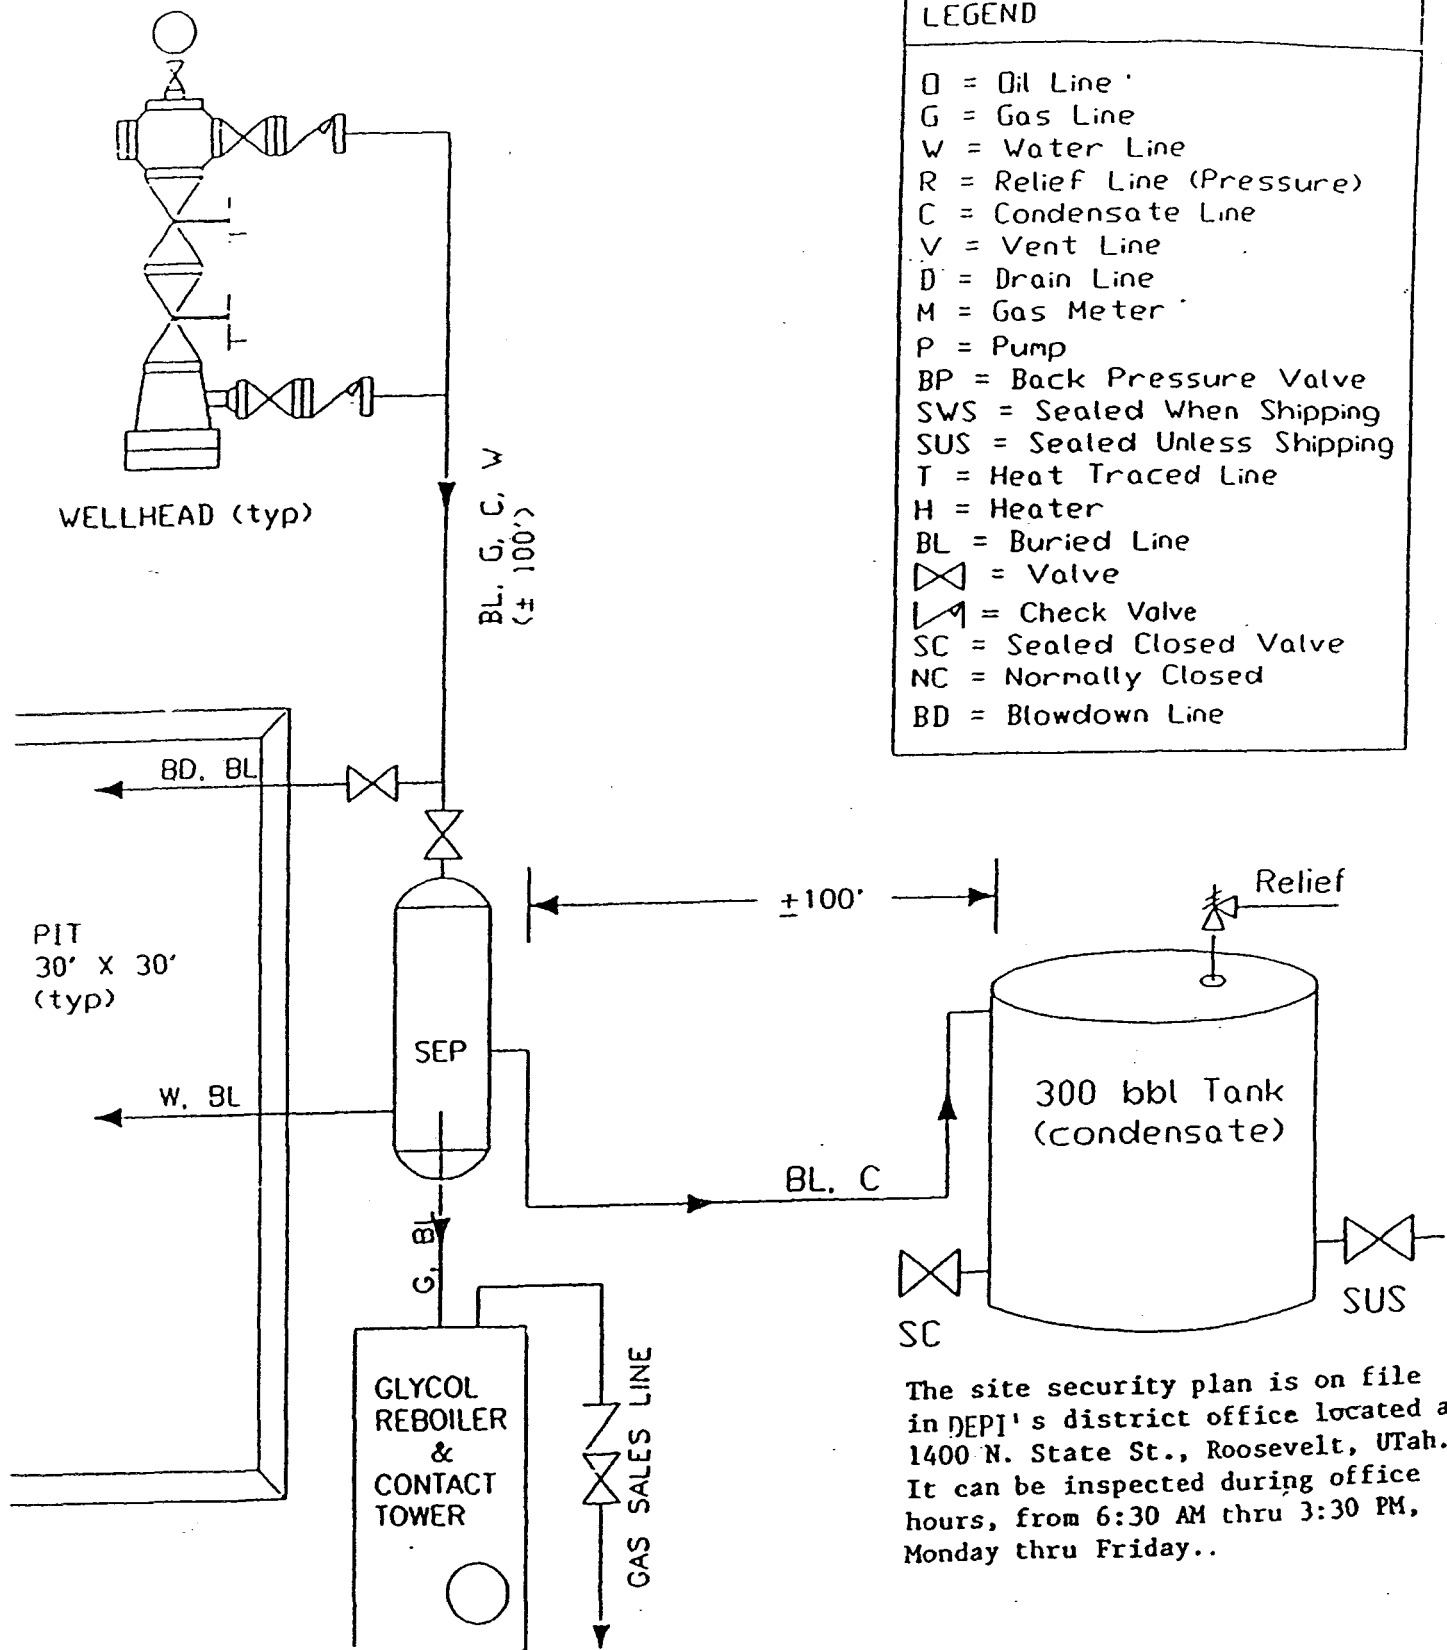 LEGEND
O = Oil Line
G = Gas Line
W = Water Line
R = Relief Line (Pressure)
C = Condensate Line
V = Vent Line
D = Drain Line
M = Gas Meter
P = Pump
BP = Back Pressure Valve
SWS = Sealed When Shipping
SUS = Sealed Unless Shipping
T = Heat Traced Line
H = Heater
BL = Buried Line
= Valve
= Check Valve
SC = Sealed Closed Valve
NC = Normally Closed
BD = Blowdown Line
WELLHEAD (typ)
BL, G, C, W
(± 100')
BD, BL
PIT
30' X 30'
(typ)
SEP
W, BL
±100'
Relief
300 bbl Tank
(condensate)
BL, C
G, BL
SC
SUS
GLYCOL
REBOILER
&
CONTACT
TOWER
GAS SALES LINE
The site security plan is on file
in DEPI's district office located a
1400 N. State St., Roosevelt, UTah.
It can be inspected during office
hours, from 6:30 AM thru 3:30 PM,
Monday thru Friday..